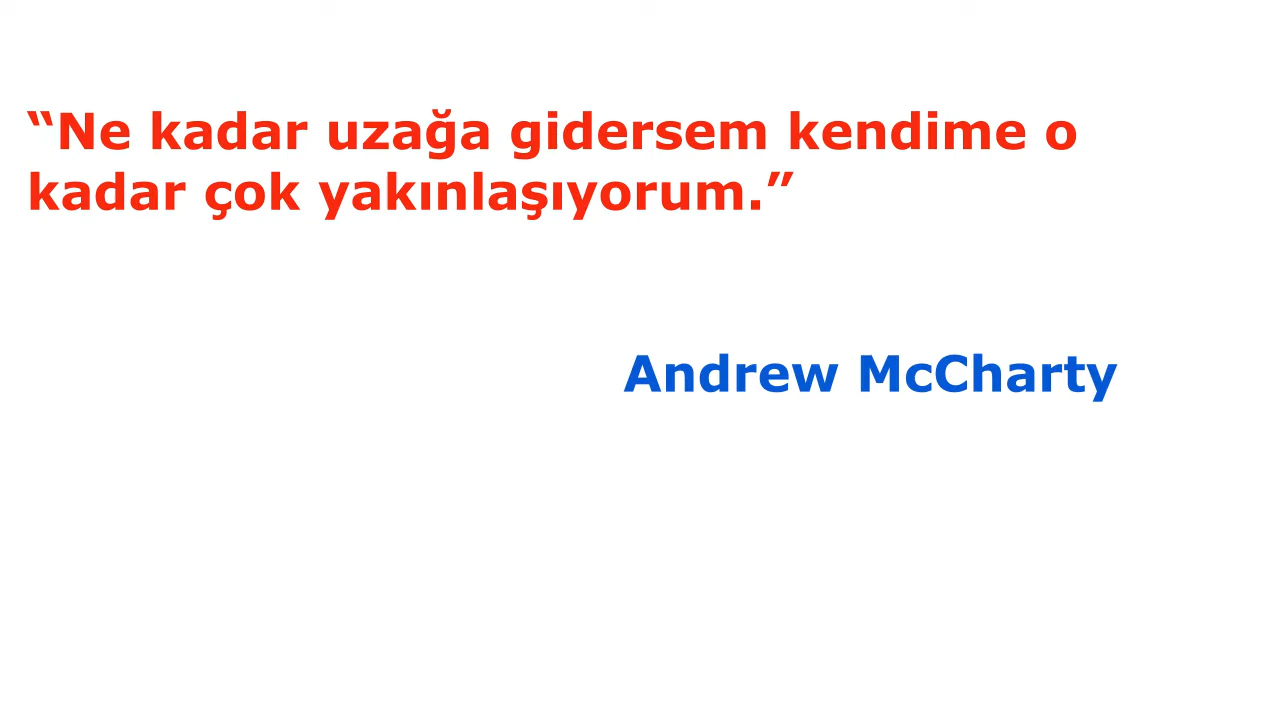 “Ne kadar uzağa gidersem kendime o
kadar çok yakınlaşıyorum.”
Andrew McCharty